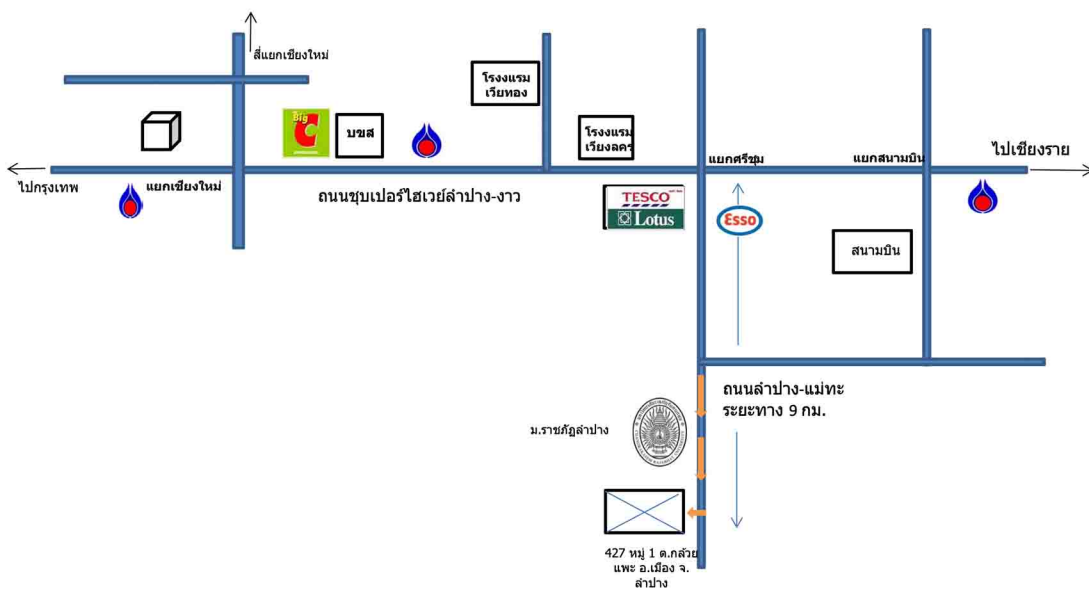 สี่แยกเชียงใหม่
โรงแรม
เวียทอง
Big
C
บขส
โรงแรม
เวียงลคร
แยกศรีชุม
แยกสนามบิน
ไปเชียงราย
ไปกรุงเทพ
แยกเชียงใหม่
ถนนซุบเปอร์ไฮเวย์ลำปาง-งาว
TESCO
Lotus
Esso
สนามบิน
ถนนลำปาง-แม่ทะ
ระยะทาง 9 กม.
ม.ราชภัฏลำปาง
427 หมู่ 1 ต.กล้วย
แพะ อ.เมือง จ.
ลำปาง